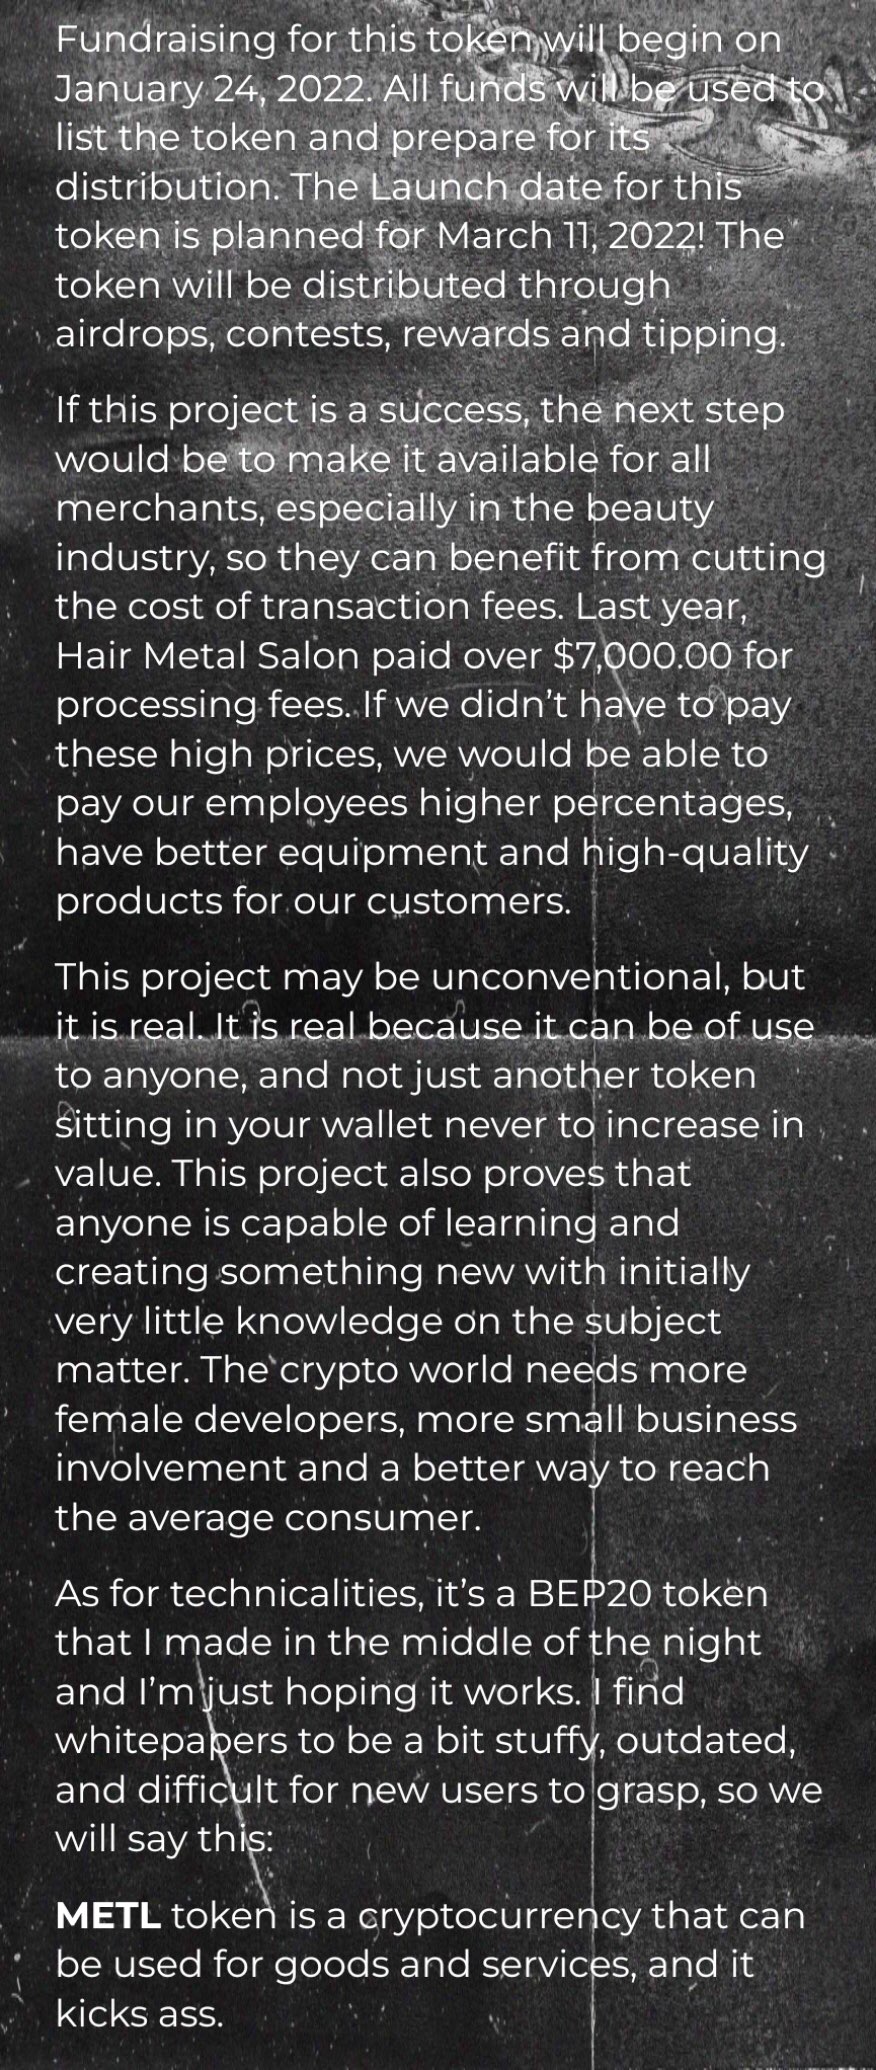 Fundraising for this token will begin on
January 24, 2022. All funds will be used to
list the token and prepare for its
distribution. The Launch date for this
token is planned for March 11, 2022! The
token will be distributed through
airdrops, contests, rewards and tipping.
If this project is a success, the next step
would be to make it available for all
merchants, especially in the beauty
industry, so they can benefit from cutting
the cost of transaction fees. Last year,
Hair Metal Salon paid over $7,000.00 for
processing fees. If we didn’t have to pay
these high prices, we would be able to
pay our employees higher percentages,
have better equipment and high-quality
products for our customers.
This project may be unconventional, but
it is real. It is real because it can be of use
to anyone, and not just another token
sitting in your wallet never to increase in
value. This project also proves that
anyone is capable of learning and
creating something new with initially
very little knowledge on the subject
matter. The crypto world needs more
female developers, more small business
involvement and a better way to reach
the average consumer.
As for technicalities, it’s a BEP20 token
that I made in the middle of the night
and I’m just hoping it works. I find
whitepapers to be a bit stuffy, outdated,
and difficult for new users to grasp, so we
will say this:
METL token is a cryptocurrency that can
be used for goods and services, and it
kicks ass.